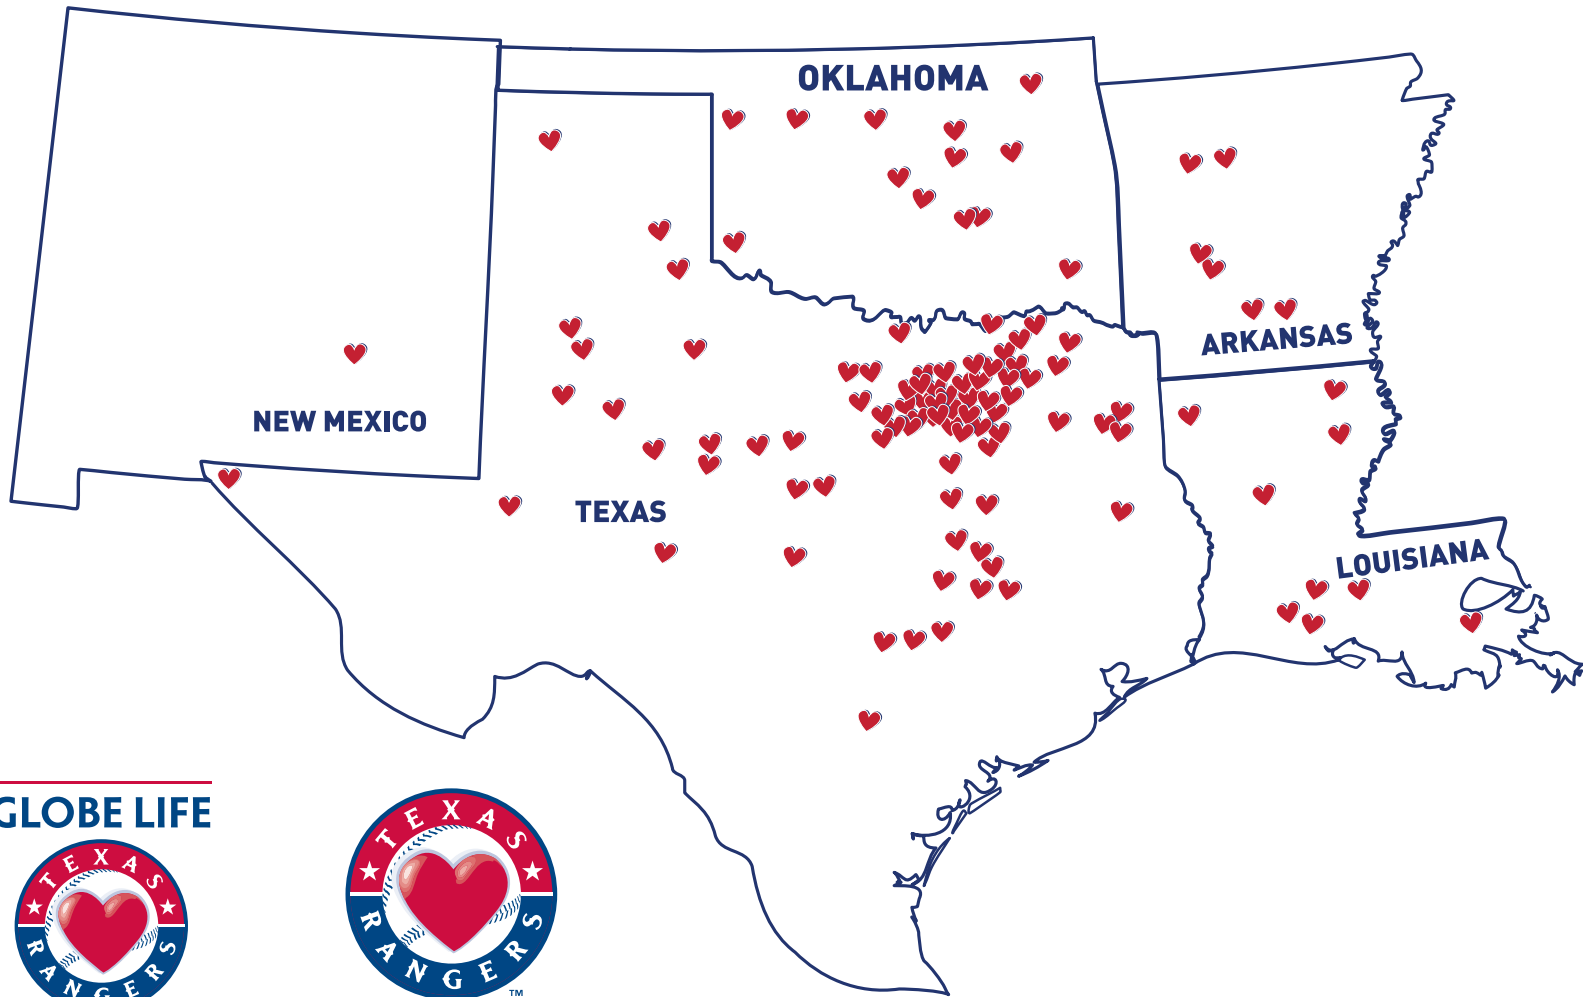 OKLAHOMA
ARKANSAS
NEW MEXICO
TEXAS
LOUISIANA
GLOBE LIFE
TEXAS
RANGERS
TEXAS
RANGERS
TM